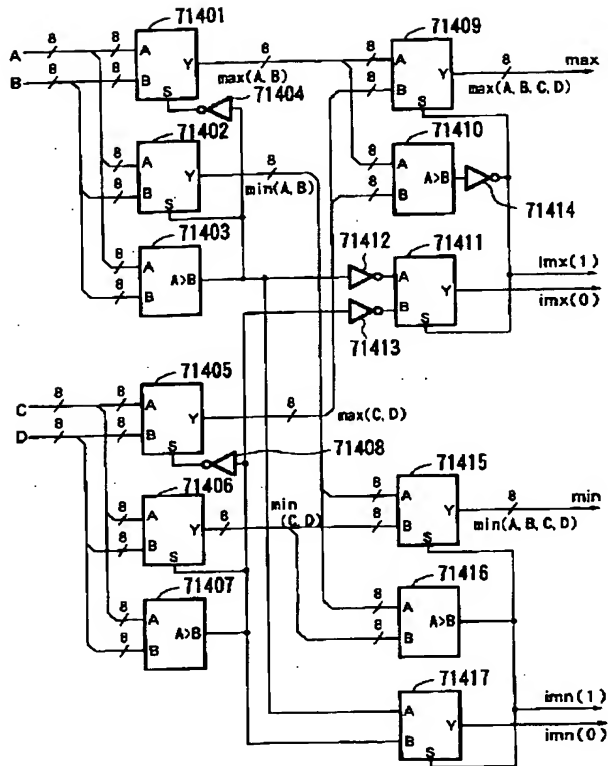 71401
8
8
A
A
Y
8
8
71409
B
8
8
B
max(A,B)
A
Y
8
max
S
71404
8
B
max(A,B,C,D)
71402
S
71410
8
A
Y
8
8
A
8
B
min(A,B)
A>B
S
8
B
71414
71403
71412
71411
8
A
A>B
A
Y
imx(1)
8
B
B
imx(0)
S
71413
71405
8
8
C
A
Y
8
D
8
8
B
max(C,D)
S
71408
71415
71406
min
(C,D)
8
A
Y
8
min
8
A
Y
8
8
B
min(A,B,C,D)
8
B
S
S
71416
71407
8
A
8
A
A>B
8
B
A>B
8
B
71417
A
Y
imn(1)
B
imn(0)
S